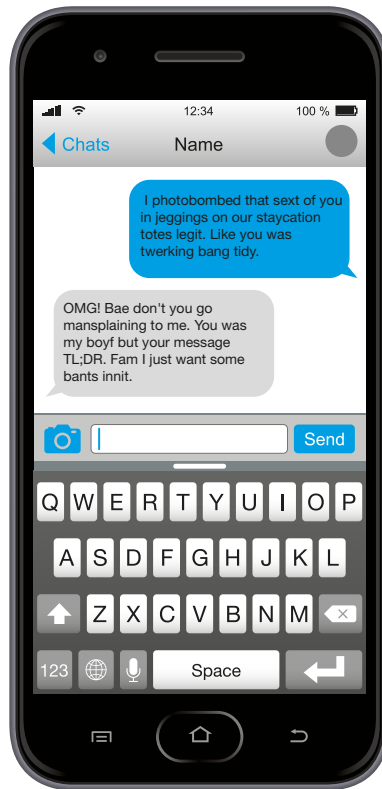 12:34
100 %
Chats
Name
I photobombed that sext of you
in jeggings on our staycation
totes legit. Like you was
twerking bang tidy.
OMG! Bae don't you go
mansplaining to me. You was
my boyf but your message
TL;DR. Fam I just want some
bants innit.
Send
Q W E R T Y U I O P
A S D F G H J K L
Z X C V B N M
123
Space